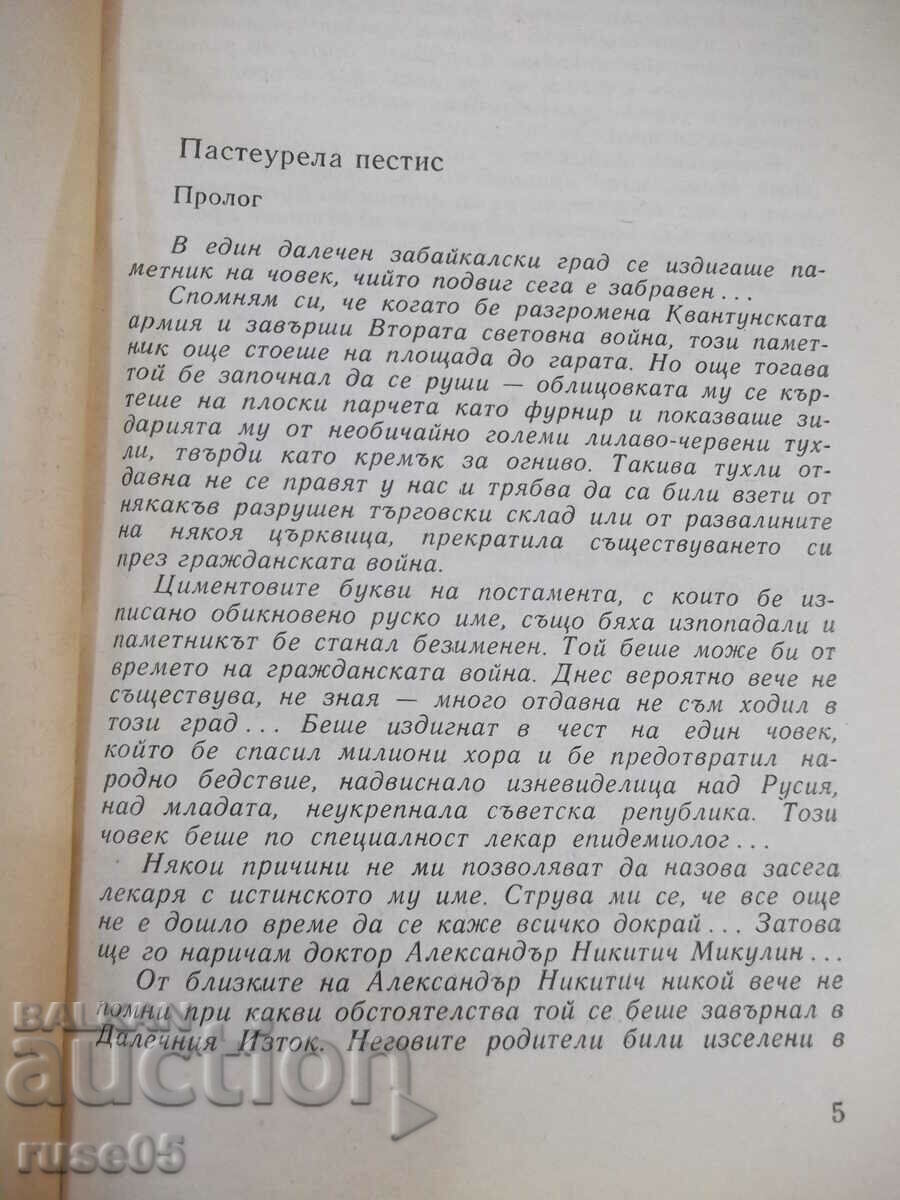 Пастеурела пестис
Пролог
В един далечен забайкалски град се издигаше па-
метник на човек, чийто подвиг сега е забравен...
Спомням си, че когато бе разгромена Квантунската
армия и завърши Втората световна война, този памет-
ник още стоеше на площада до гарата. Но още тогава
той бе започнал да се руши — облицовката му се кър-
теше на плоски парчета като фурнир и показваше зи-
дарията му от необичайно големи лилаво-червени тух-
ли, твърди като кремък за огниво. Такива тухли от-
давна не се правят у нас и трябва да са били взети от
някакъв разрушен търговски склад или от развалините
на някоя църквица, прекратила съществуването си
през гражданската война.
Циментовите букви на постамента, с които бе из-
писано обикновено руско име, също бяха изпопадали и
паметникът бе станал безименен. Той беше може би от
времето на гражданската война. Днес вероятно вече не
съществува, не зная — много отдавна не съм ходил в
този град... Беше издигнат в чест на един човек,
който бе спасил милиони хора и бе предотвратил на-
родно бедствие, надвиснало изневиделица над Русия,
над младата, неукрепнала съветска република. Този
човек беше по специалност лекар епидемиолог...
Някои причини не ми позволяват да назова засега
лекаря с истинското му име. Струва ми се, че все още
не е дошло време да се каже всичко докрай... Затова
ще го наричам доктор Александър Никитич Микулин...
От близките на Александър Никитич никой вече не
помни при какви обстоятелства той се беше завърнал в
Далечния Изток. Неговите родители били изселени в
5
BALKAN
auction
ruse05